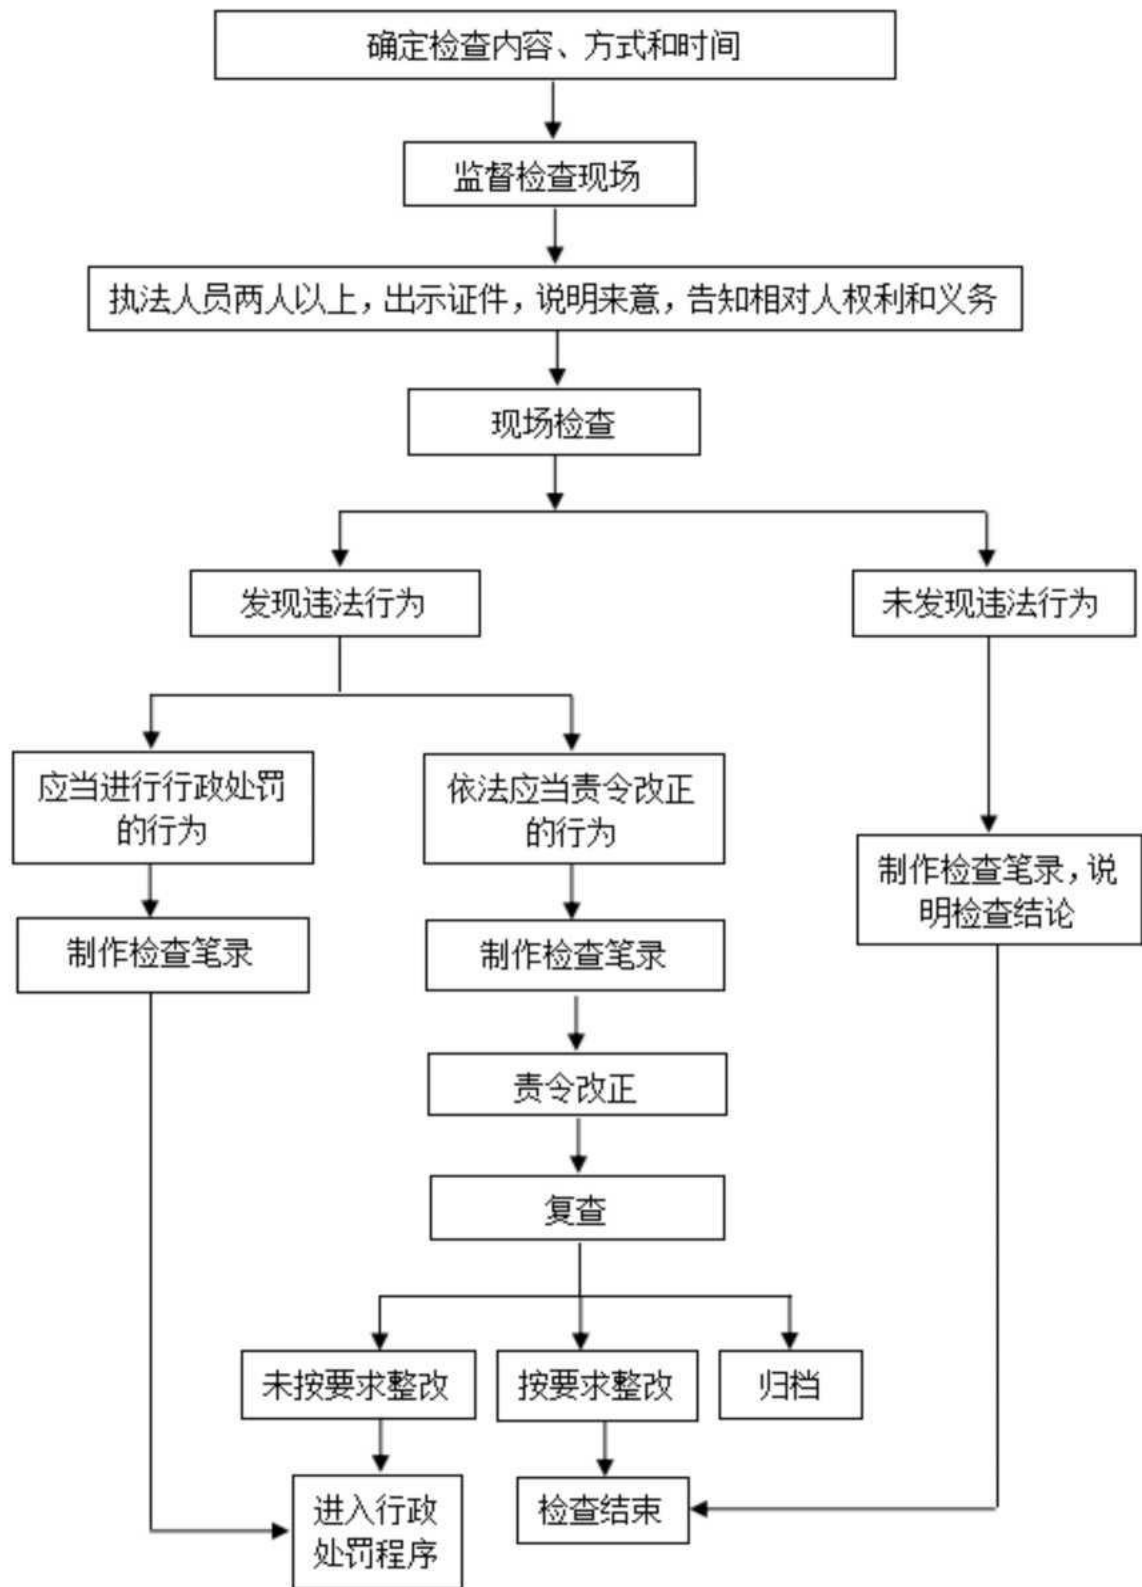 确定检查内容、方式和时间
监督检查现场
执法人员两人以上，出示证件，说明来意，告知相对人权利和义务
现场检查
发现违法行为
未发现违法行为
应当进行行政处罚
的行为
依法应当责令改正
的行为
制作检查笔录，说
明检查结论
制作检查笔录
制作检查笔录
责令改正
复查
未按要求整改
按要求整改
归档
进入行政
处罚程序
检查结束